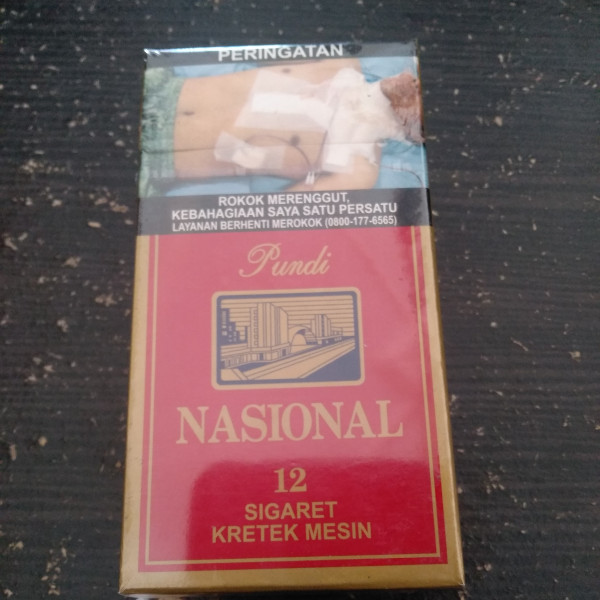 PERINGATAN
ROKOK MERENGGUT,
KEBAHAGIAAN SAYA SATU PERSATU
LAYANAN BERHENTI MEROKOK (0800-177-6565)
Pundi
NASIONAL
12
SIGARET
KRETEK MESIN